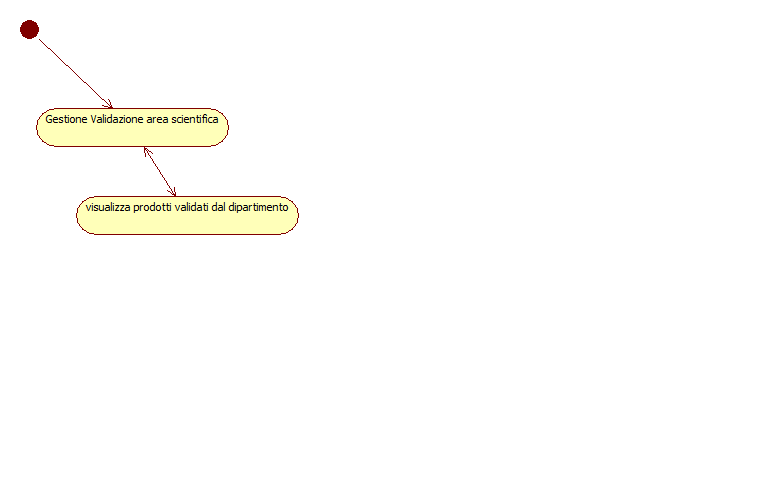 Gestione Validazione area scientifica
visualizza prodotti validati dal dipartimento